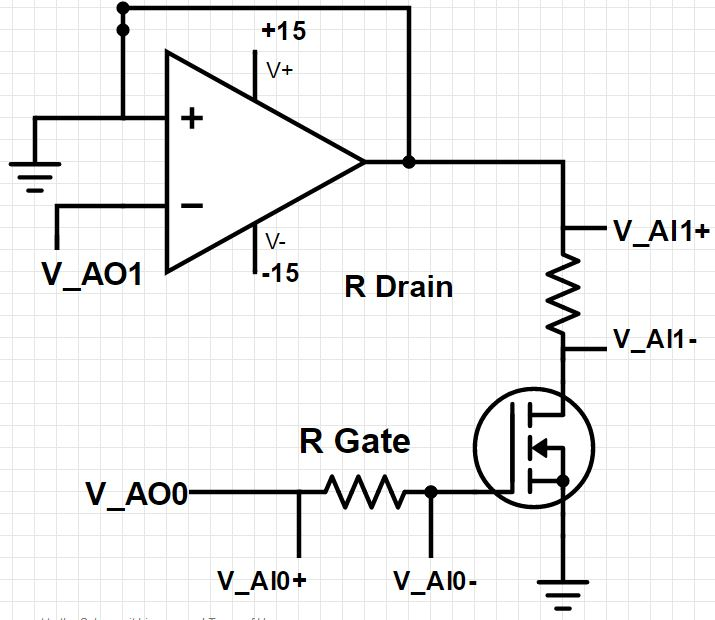 +15
V+
+
−
V_AO1
V-
-15
R Drain
V_AI1+
V_AI1-
R Gate
V_AO0
V_AI0+
V_AI0-